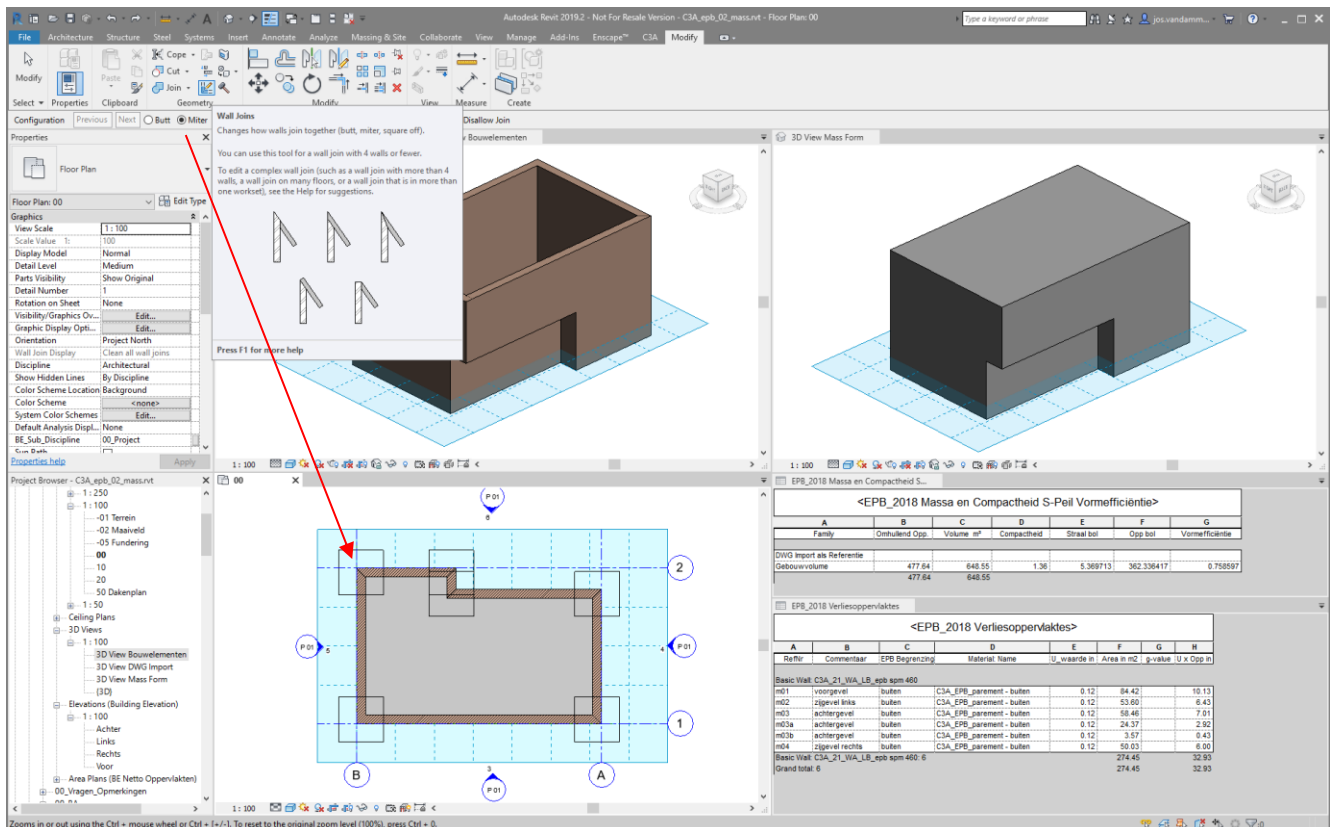 Autodesk Revit 2019.2 - Not For Resale Version - C3A_epb_02_mass.rvt - Floor Plan: 00
Type a keyword or phrase
jos.vandamm...
File Architecture Structure Steel Systems Insert Annotate Analyze Massing & Site Collaborate View Manage Add-Ins Enscape™ C3A Modify
Modify
Paste
Cope
Cut
Join
Select Properties Clipboard Geometry Modify View Measure Create
Configuration Previous Next Butt Miter
Disallow Join
Wall Joins
Changes how walls join together (butt, miter, square off).
You can use this tool for a wall join with 4 walls or fewer.
To edit a complex wall join (such as a wall join with more than 4
walls, a wall join on many floors, or a wall join that is in more than
one workset), see the Help for suggestions.
Press F1 for more help
Properties
Floor Plan
Floor Plan: 00 Edit Type
Graphics
View Scale 1 : 100
Scale Value 1: 100
Display Model Normal
Detail Level Medium
Parts Visibility Show Original
Detail Number 1
Rotation on Sheet None
Visibility/Graphics Ov... Edit...
Graphic Display Opti... Edit...
Orientation Project North
Wall Join Display Clean all wall joins
Discipline Architectural
Show Hidden Lines By Discipline
Color Scheme Location Background
Color Scheme <none>
System Color Schemes Edit...
Default Analysis Displ... None
BE_Sub_Discipline 00_Project
Sun Path
Properties help Apply
Bouwelementen
3D View Mass Form
1 : 100
1 : 100
Project Browser - C3A_epb_02_mass.rvt
1 : 250
1 : 100
-01 Terrein
-02 Maaiveld
-05 Fundering
00
10
20
50 Dakenplan
1 : 50
Ceiling Plans
3D Views
1 : 100
3D View Bouwelementen
3D View DWG Import
3D View Mass Form
{3D}
Elevations (Building Elevation)
1 : 100
Achter
Links
Rechts
Voor
Area Plans (BE Netto Oppervlakten)
00_Vragen_Opmerkingen
00
P 01
6
2
P 01
5
4
P 01
1
B
3
P 01
A
1 : 100
EPB_2018 Massa en Compactheid S...
<EPB_2018 Massa en Compactheid S-Peil Vormefficiëntie>
A B C D E F G
Family Omhullend Opp. Volume m³ Compactheid Straal bol Opp bol Vormefficiëntie
DWG Import als Referentie
Gebouwvolume 477.64 648.55 1.36 5.369713 362.336417 0.758597
477.64 648.55
EPB_2018 Verliesoppervlaktes
<EPB_2018 Verliesoppervlaktes>
A B C D E F G H
RefNr Commentaar EPB Begrenzing Material: Name U_waarde in Area in m2 g-value U x Opp in
Basic Wall: C3A_21_WA_LB_epb spm 460
m01 voorgevel buiten C3A_EPB_parement - buiten 0.12 84.42 10.13
m02 zijgevel links buiten C3A_EPB_parement - buiten 0.12 53.60 6.43
m03 achtergevel buiten C3A_EPB_parement - buiten 0.12 58.46 7.01
m03a achtergevel buiten C3A_EPB_parement - buiten 0.12 24.37 2.92
m03b achtergevel buiten C3A_EPB_parement - buiten 0.12 3.57 0.43
m04 zijgevel rechts buiten C3A_EPB_parement - buiten 0.12 50.03 6.00
Basic Wall: C3A_21_WA_LB_epb spm 460: 6 274.45 32.93
Grand total: 6 274.45 32.93
Zooms in or out using the Ctrl + mouse wheel or Ctrl + [+/-]. To reset to the original zoom level (100%), press Ctrl + 0.